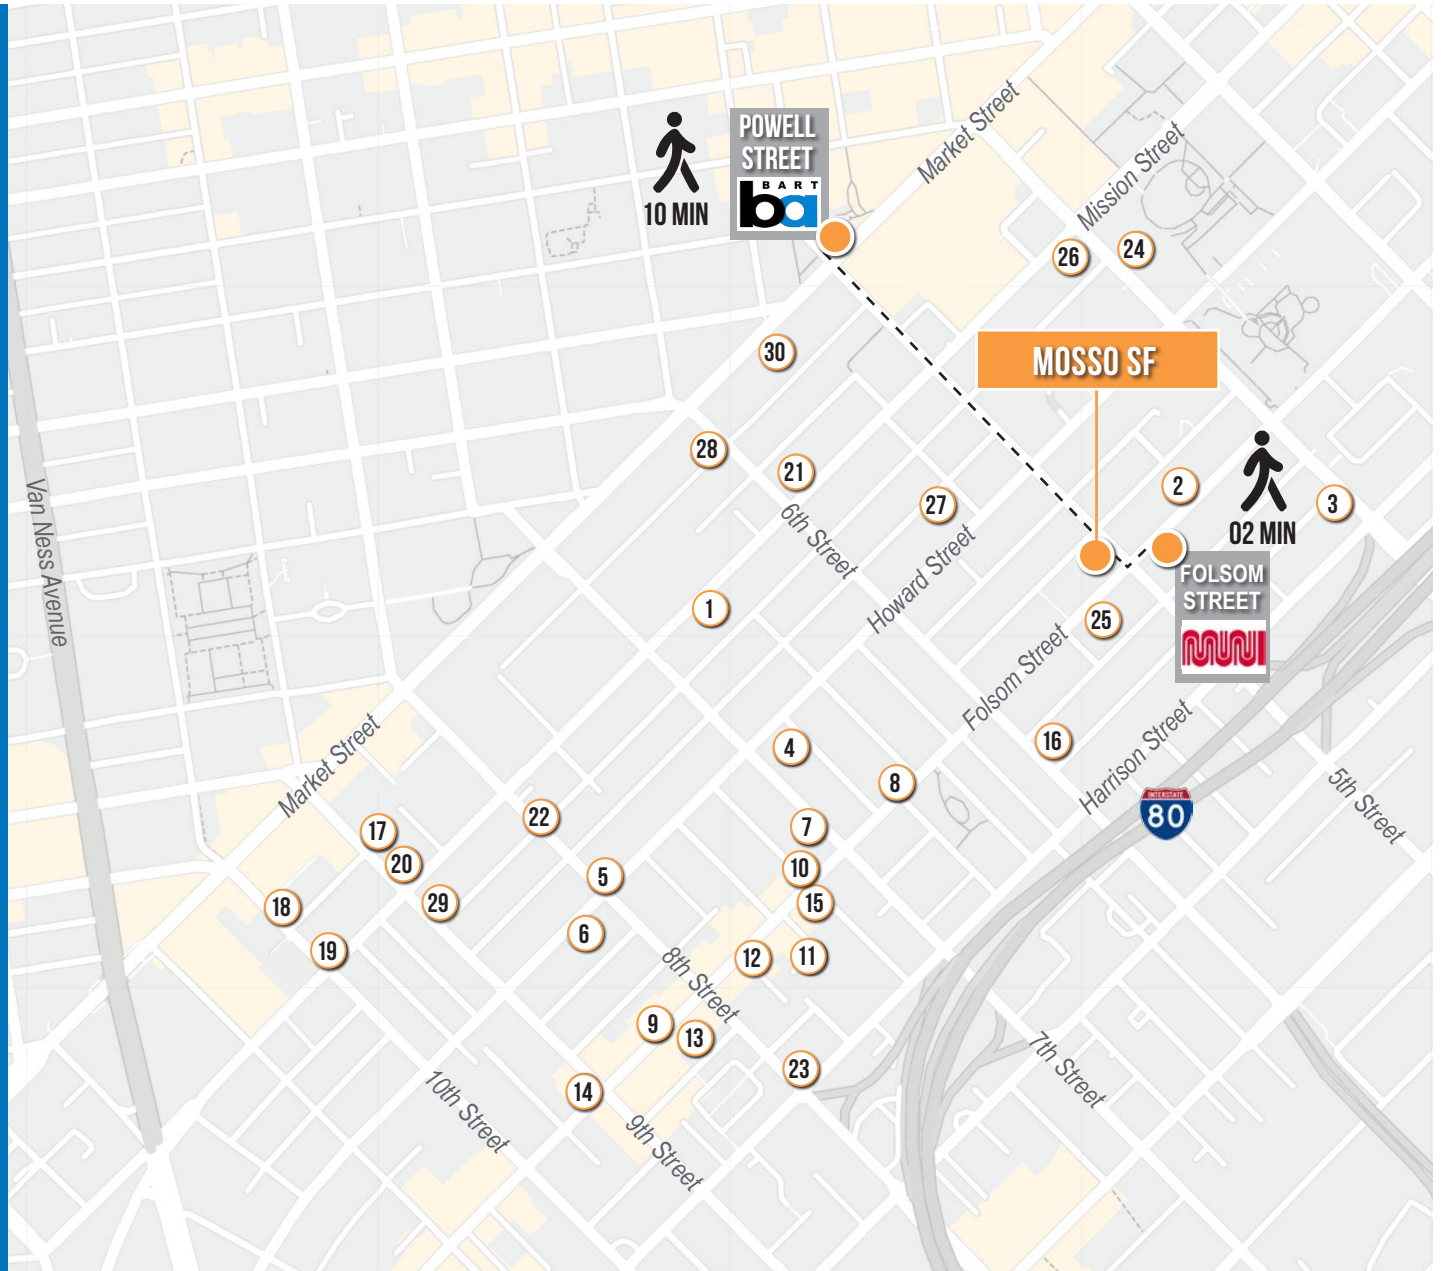 POWELL
STREET
BART
ba
10 MIN
Market Street
Mission Street
26
24
30
MOSSO SF
28
21
27
2
3
02 MIN
6th Street
Howard Street
FOLSOM
STREET
MUNI
Van Ness Avenue
1
25
Folsom Street
16
Harrison Street
4
8
INTERSTATE
80
5th Street
Market Street
17
22
7
20
10
5
29
15
18
6
19
12
11
8th Street
9
13
23
7th Street
14
10th Street
9th Street